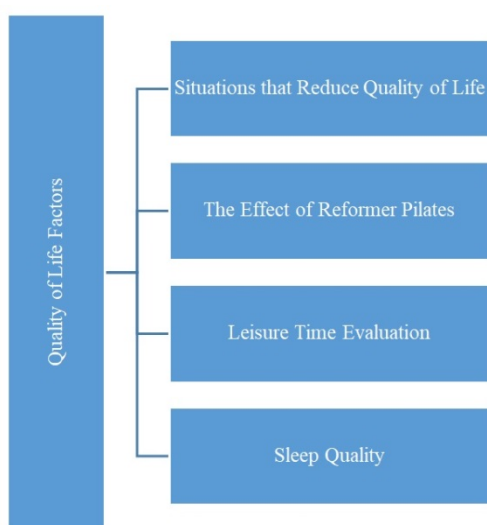 Quality of Life Factors
Situations that Reduce Quality of Life
The Effect of Reformer Pilates
Leisure Time Evaluation
Sleep Quality